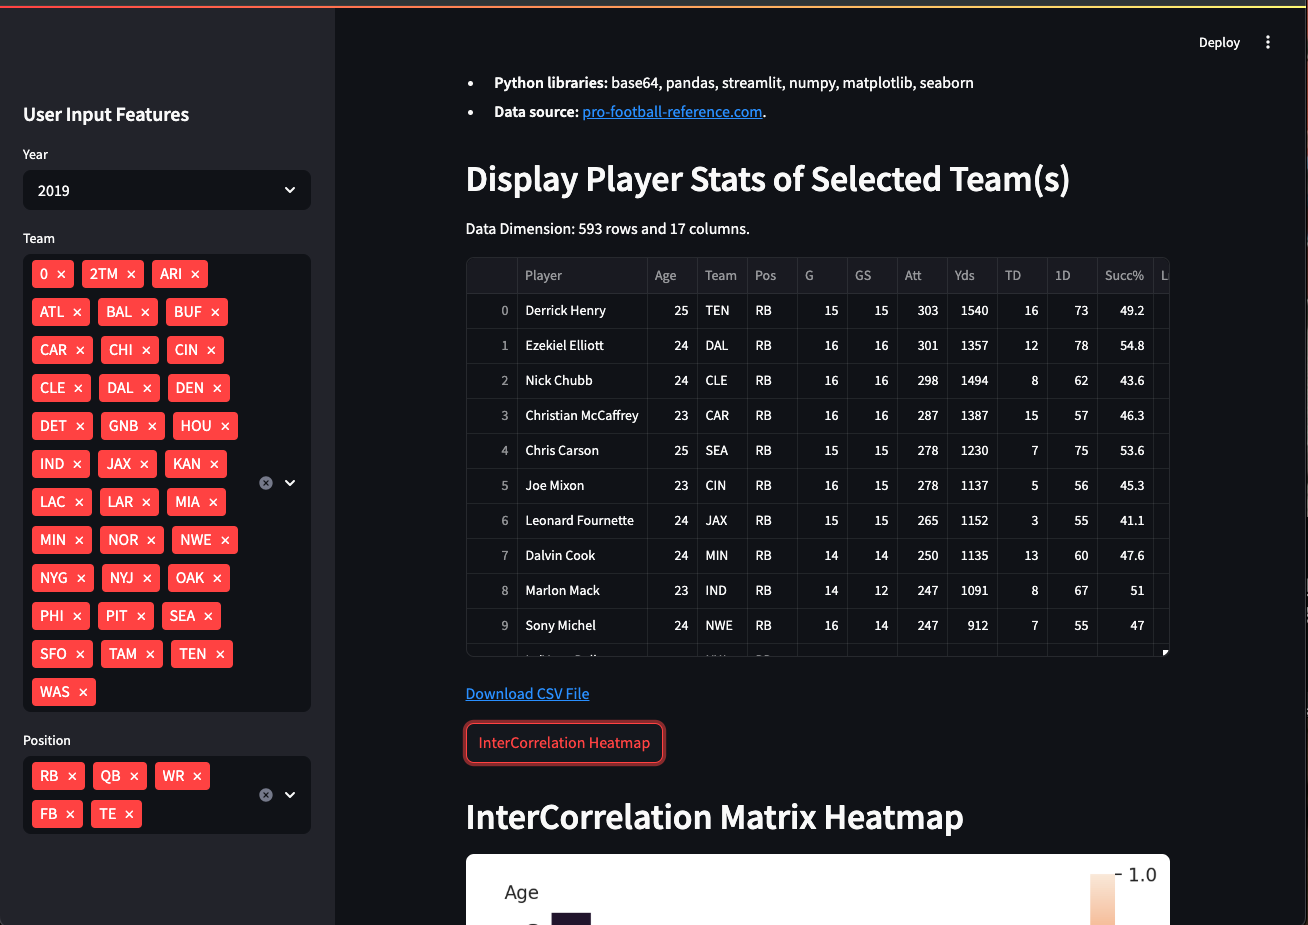 Deploy
User Input Features
Year
2019
Team
0 × 2TM × ARI ×
ATL × BAL × BUF ×
CAR × CHI × CIN ×
CLE × DAL × DEN ×
DET × GNB × HOU ×
IND × JAX × KAN ×
LAC × LAR × MIA ×
MIN × NOR × NWE ×
NYG × NYJ × OAK ×
PHI × PIT × SEA ×
SFO × TAM × TEN ×
WAS ×
Position
RB × QB × WR ×
FB × TE ×
• Python libraries: base64, pandas, streamlit, numpy, matplotlib, seaborn
• Data source: pro-football-reference.com.
Display Player Stats of Selected Team(s)
Data Dimension: 593 rows and 17 columns.
Player Age Team Pos G GS Att Yds TD 1D Succ%
0 Derrick Henry 25 TEN RB 15 15 303 1540 16 73 49.2
1 Ezekiel Elliott 24 DAL RB 16 16 301 1357 12 78 54.8
2 Nick Chubb 24 CLE RB 16 16 298 1494 8 62 43.6
3 Christian McCaffrey 23 CAR RB 16 16 287 1387 15 57 46.3
4 Chris Carson 25 SEA RB 15 15 278 1230 7 75 53.6
5 Joe Mixon 23 CIN RB 16 15 278 1137 5 56 45.3
6 Leonard Fournette 24 JAX RB 15 15 265 1152 3 55 41.1
7 Dalvin Cook 24 MIN RB 14 14 250 1135 13 60 47.6
8 Marlon Mack 23 IND RB 14 12 247 1091 8 67 51
9 Sony Michel 24 NWE RB 16 14 247 912 7 55 47
Download CSV File
InterCorrelation Heatmap
InterCorrelation Matrix Heatmap
Age
1.0